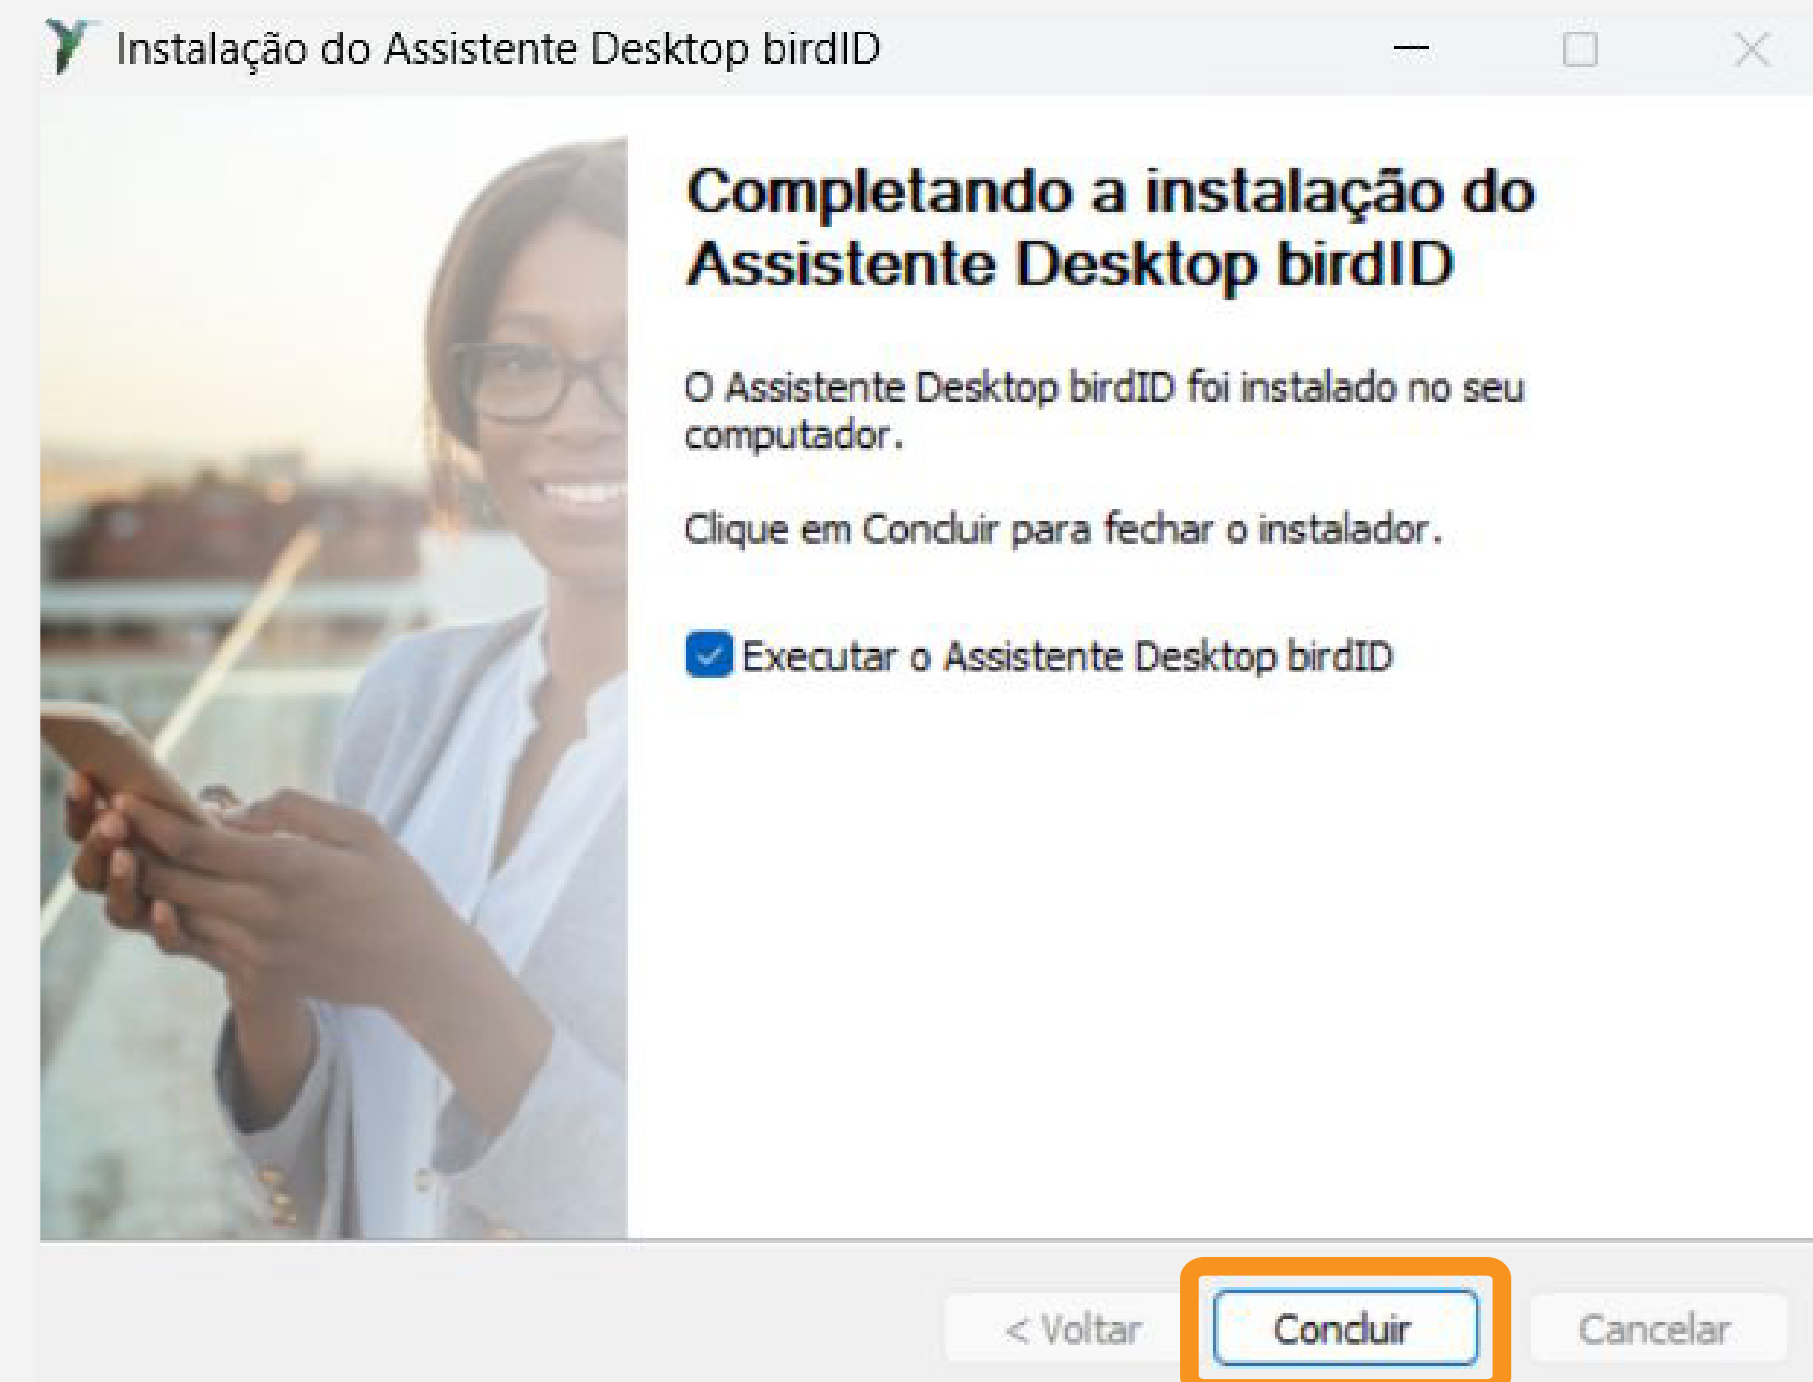 Instalação do Assistente Desktop birdID
Completando a instalação do
Assistente Desktop birdID
O Assistente Desktop birdID foi instalado no seu
computador.
Clique em Concluir para fechar o instalador.
Executar o Assistente Desktop birdID
< Voltar
Concluir
Cancelar